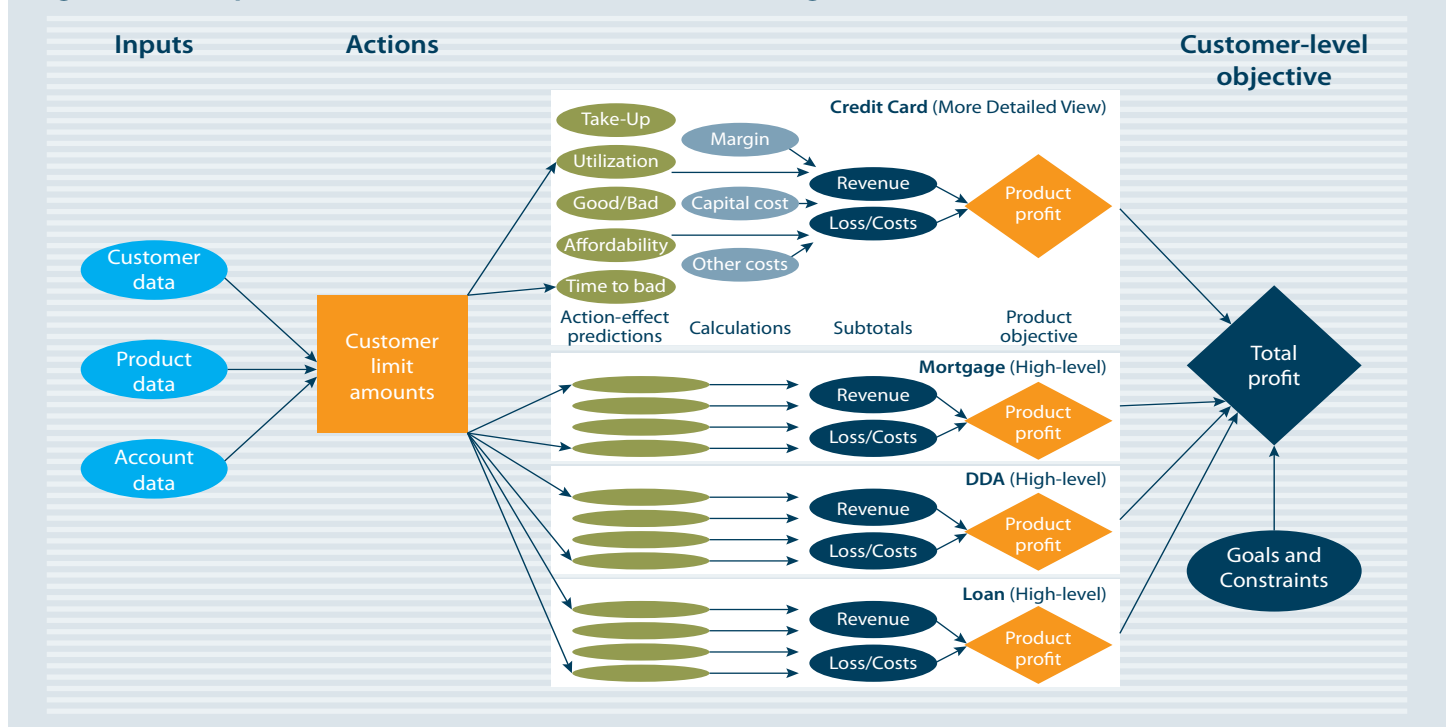 Inputs
Actions
Customer-level
objective
Customer
data
Product
data
Account
data
Customer
limit
amounts
Credit Card (More Detailed View)
Take-Up
Utilization
Good/Bad
Affordability
Time to bad
Margin
Capital cost
Other costs
Revenue
Loss/Costs
Product
profit
Action-effect
predictions
Calculations
Subtotals
Product
objective
Mortgage (High-level)
Revenue
Loss/Costs
Product
profit
DDA (High-level)
Revenue
Loss/Costs
Product
profit
Loan (High-level)
Revenue
Loss/Costs
Product
profit
Total
profit
Goals and
Constraints